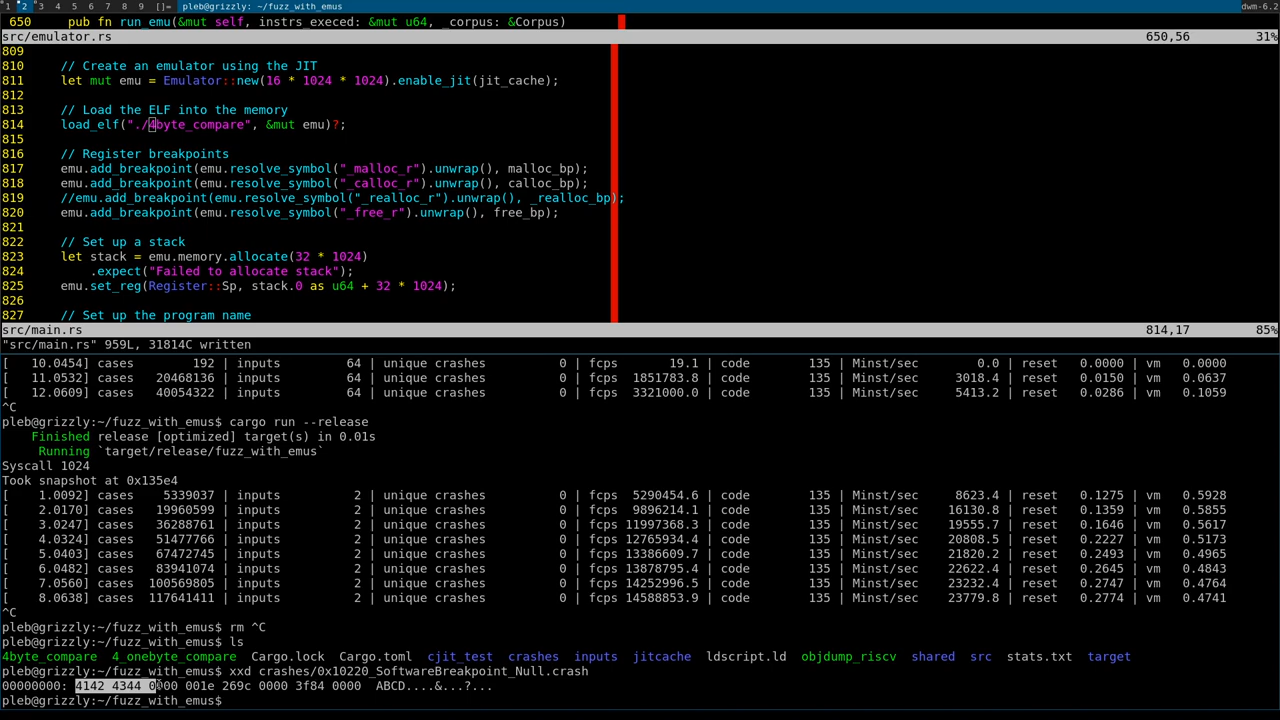 1 2 3 4 5 6 7 8 9 []= pleb@grizzly: ~/fuzz_with_emus dwm-6.2
650 pub fn run_emu(&mut self, instrs_execed: &mut u64, _corpus: &Corpus)
src/emulator.rs 650,56 31%
809
810 // Create an emulator using the JIT
811 let mut emu = Emulator::new(16 * 1024 * 1024).enable_jit(jit_cache);
812
813 // Load the ELF into the memory
814 load_elf("./4byte_compare", &mut emu)?;
815
816 // Register breakpoints
817 emu.add_breakpoint(emu.resolve_symbol("_malloc_r").unwrap(), malloc_bp);
818 emu.add_breakpoint(emu.resolve_symbol("_calloc_r").unwrap(), calloc_bp);
819 //emu.add_breakpoint(emu.resolve_symbol("_realloc_r").unwrap(), _realloc_bp);
820 emu.add_breakpoint(emu.resolve_symbol("_free_r").unwrap(), free_bp);
821
822 // Set up a stack
823 let stack = emu.memory.allocate(32 * 1024)
824 .expect("Failed to allocate stack");
825 emu.set_reg(Register::Sp, stack.0 as u64 + 32 * 1024);
826
827 // Set up the program name
src/main.rs 814,17 85%
"src/main.rs" 959L, 31814C written
[ 10.0454] cases 192 | inputs 64 | unique crashes 0 | fcps 19.1 | code 135 | Minst/sec 0.0 | reset 0.0000 | vm 0.0000
[ 11.0532] cases 20468136 | inputs 64 | unique crashes 0 | fcps 1851783.8 | code 135 | Minst/sec 3018.4 | reset 0.0150 | vm 0.0637
[ 12.0609] cases 40054322 | inputs 64 | unique crashes 0 | fcps 3321000.0 | code 135 | Minst/sec 5413.2 | reset 0.0286 | vm 0.1059
^C
pleb@grizzly:~/fuzz_with_emus$ cargo run --release
Finished release [optimized] target(s) in 0.01s
Running `target/release/fuzz_with_emus`
Syscall 1024
Took snapshot at 0x135e4
[ 1.0092] cases 5339037 | inputs 2 | unique crashes 0 | fcps 5290454.6 | code 135 | Minst/sec 8623.4 | reset 0.1275 | vm 0.5928
[ 2.0170] cases 19960599 | inputs 2 | unique crashes 0 | fcps 9896214.1 | code 135 | Minst/sec 16130.8 | reset 0.1359 | vm 0.5855
[ 3.0247] cases 36288761 | inputs 2 | unique crashes 0 | fcps 11997368.3 | code 135 | Minst/sec 19555.7 | reset 0.1646 | vm 0.5617
[ 4.0324] cases 51477766 | inputs 2 | unique crashes 0 | fcps 12765934.4 | code 135 | Minst/sec 20808.5 | reset 0.2227 | vm 0.5173
[ 5.0403] cases 67472745 | inputs 2 | unique crashes 0 | fcps 13386609.7 | code 135 | Minst/sec 21820.2 | reset 0.2493 | vm 0.4965
[ 6.0482] cases 83941074 | inputs 2 | unique crashes 0 | fcps 13878795.4 | code 135 | Minst/sec 22622.4 | reset 0.2645 | vm 0.4843
[ 7.0560] cases 100569805 | inputs 2 | unique crashes 0 | fcps 14252996.5 | code 135 | Minst/sec 23232.4 | reset 0.2747 | vm 0.4764
[ 8.0638] cases 117641411 | inputs 2 | unique crashes 0 | fcps 14588853.9 | code 135 | Minst/sec 23779.8 | reset 0.2774 | vm 0.4741
^C
pleb@grizzly:~/fuzz_with_emus$ rm ^C
pleb@grizzly:~/fuzz_with_emus$ ls
4byte_compare 4_onebyte_compare Cargo.lock Cargo.toml cjit_test crashes inputs jitcache ldscript.ld objdump_riscv shared src stats.txt target
pleb@grizzly:~/fuzz_with_emus$ xxd crashes/0x10220_SoftwareBreakpoint_Null.crash
00000000: 4142 4344 0000 001e 269c 0000 3f84 0000 ABCD....&...?...
pleb@grizzly:~/fuzz_with_emus$